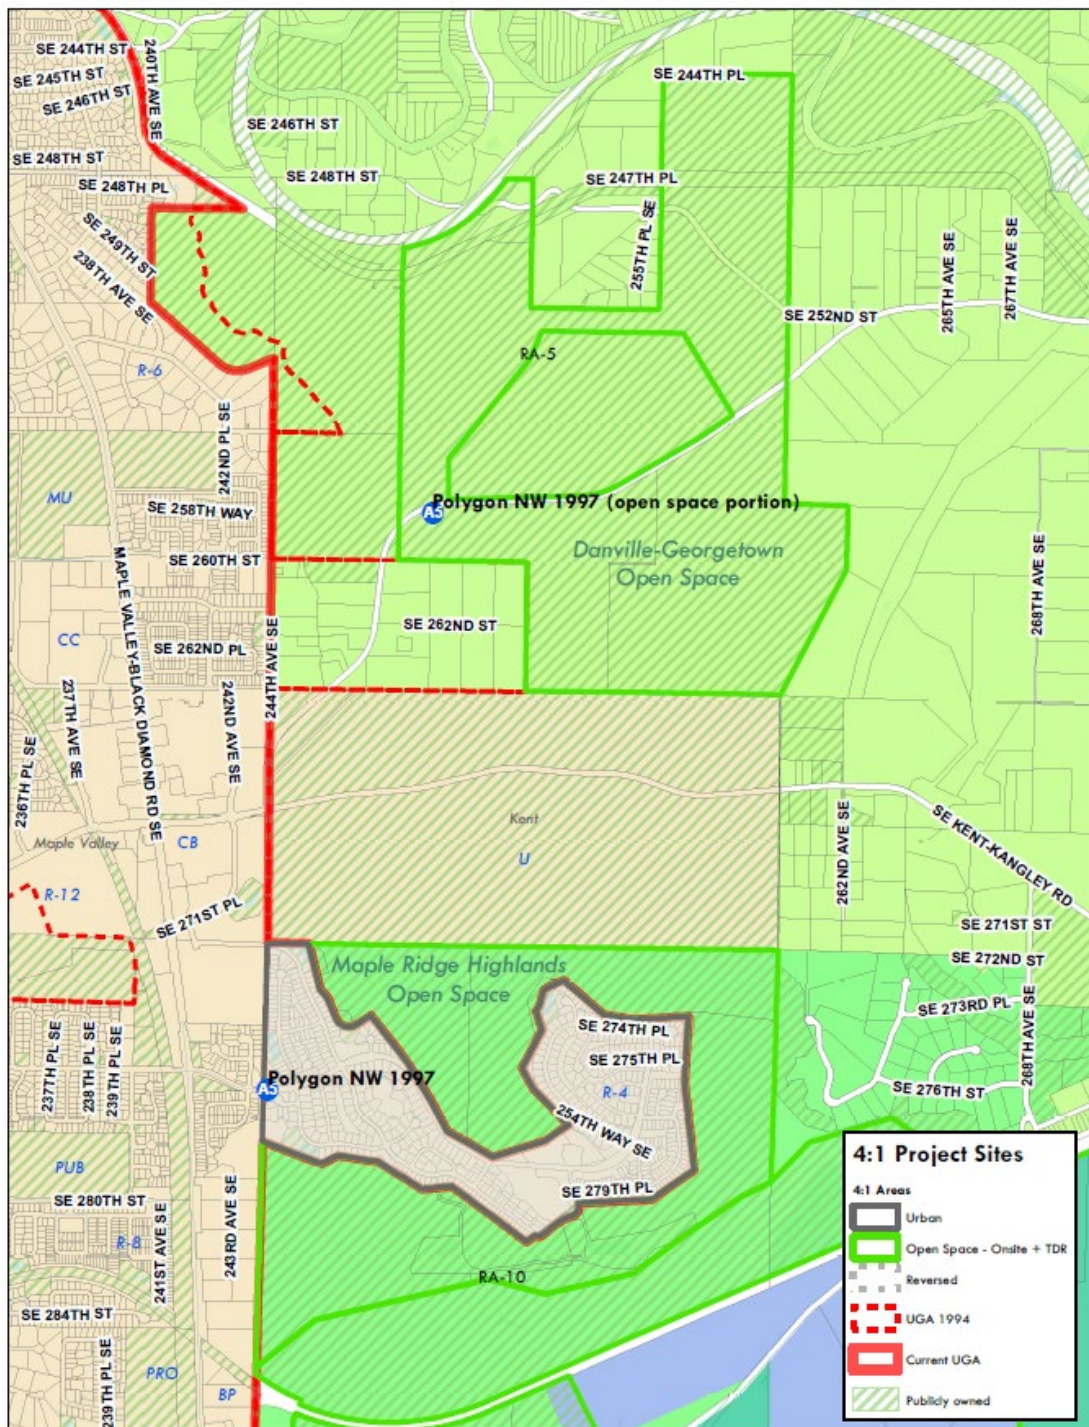 SE 244TH ST
240TH AVE SE
SE 244TH PL
SE 245TH ST
SE 246TH ST
SE 246TH ST
SE 248TH ST
SE 248TH ST
SE 247TH PL
SE 248TH PL
SE 249TH ST
238TH AVE SE
255TH PL SE
265TH AVE SE
267TH AVE SE
SE 252ND ST
RA-5
R-6
242ND PL SE
MU
SE 258TH WAY
A5
Polygon NW 1997 (open space portion)
Danville-Georgetown
Open Space
SE 260TH ST
MAPLE VALLEY-BLACK DIAMOND RD SE
268TH AVE SE
CC
SE 262ND ST
SE 262ND PL
244TH AVE SE
237TH AVE SE
242ND AVE SE
236TH PL SE
Maple Valley
CB
Kent
U
262ND AVE SE
SE KENT-KANGLEY RD
R-12
SE 271ST PL
SE 271ST ST
SE 272ND ST
Maple Ridge Highlands
Open Space
SE 273RD PL
SE 274TH PL
SE 275TH PL
268TH AVE SE
SE 276TH ST
237TH PL SE
238TH PL SE
239TH PL SE
A5
Polygon NW 1997
R-4
254TH WAY SE
PUB
SE 279TH PL
SE 280TH ST
R-8
241ST AVE SE
243RD AVE SE
RA-10
SE 284TH ST
239TH PL SE
PRO
BP
4:1 Project Sites
4:1 Areas
Urban
Open Space - Onsite + TDR
Reversed
UGA 1994
Current UGA
Publicly owned